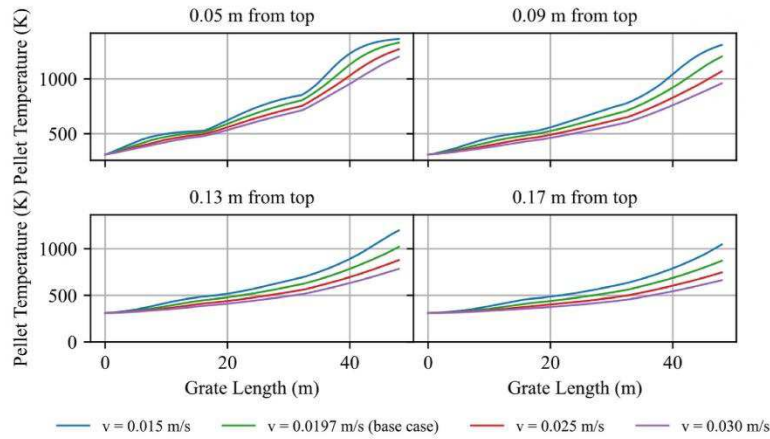 0.05 m from top
0.09 m from top
Pellet Temperature (K)
1000
500
0.13 m from top
0.17 m from top
Pellet Temperature (K)
1000
500
0
0 20 40
0 20 40
Grate Length (m)
Grate Length (m)
v = 0.015 m/s
v = 0.0197 m/s (base case)
v = 0.025 m/s
v = 0.030 m/s